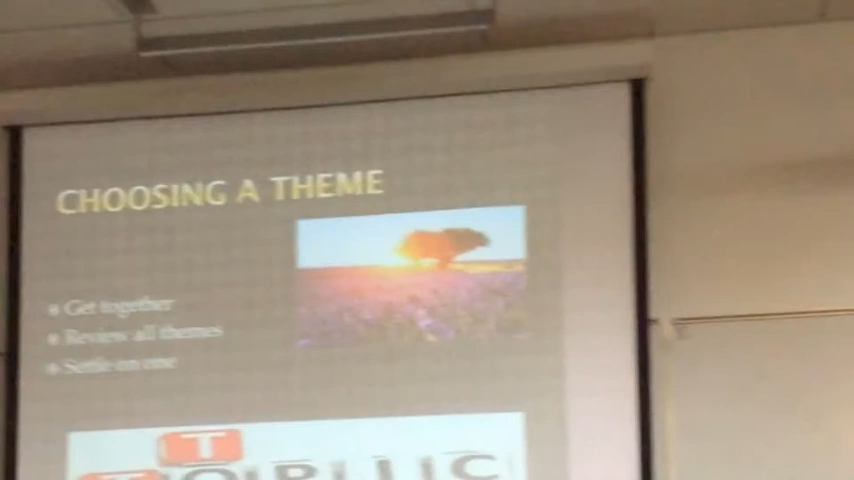 CHOOSING A THEME
Get together
Review all themes
Settle on one
T